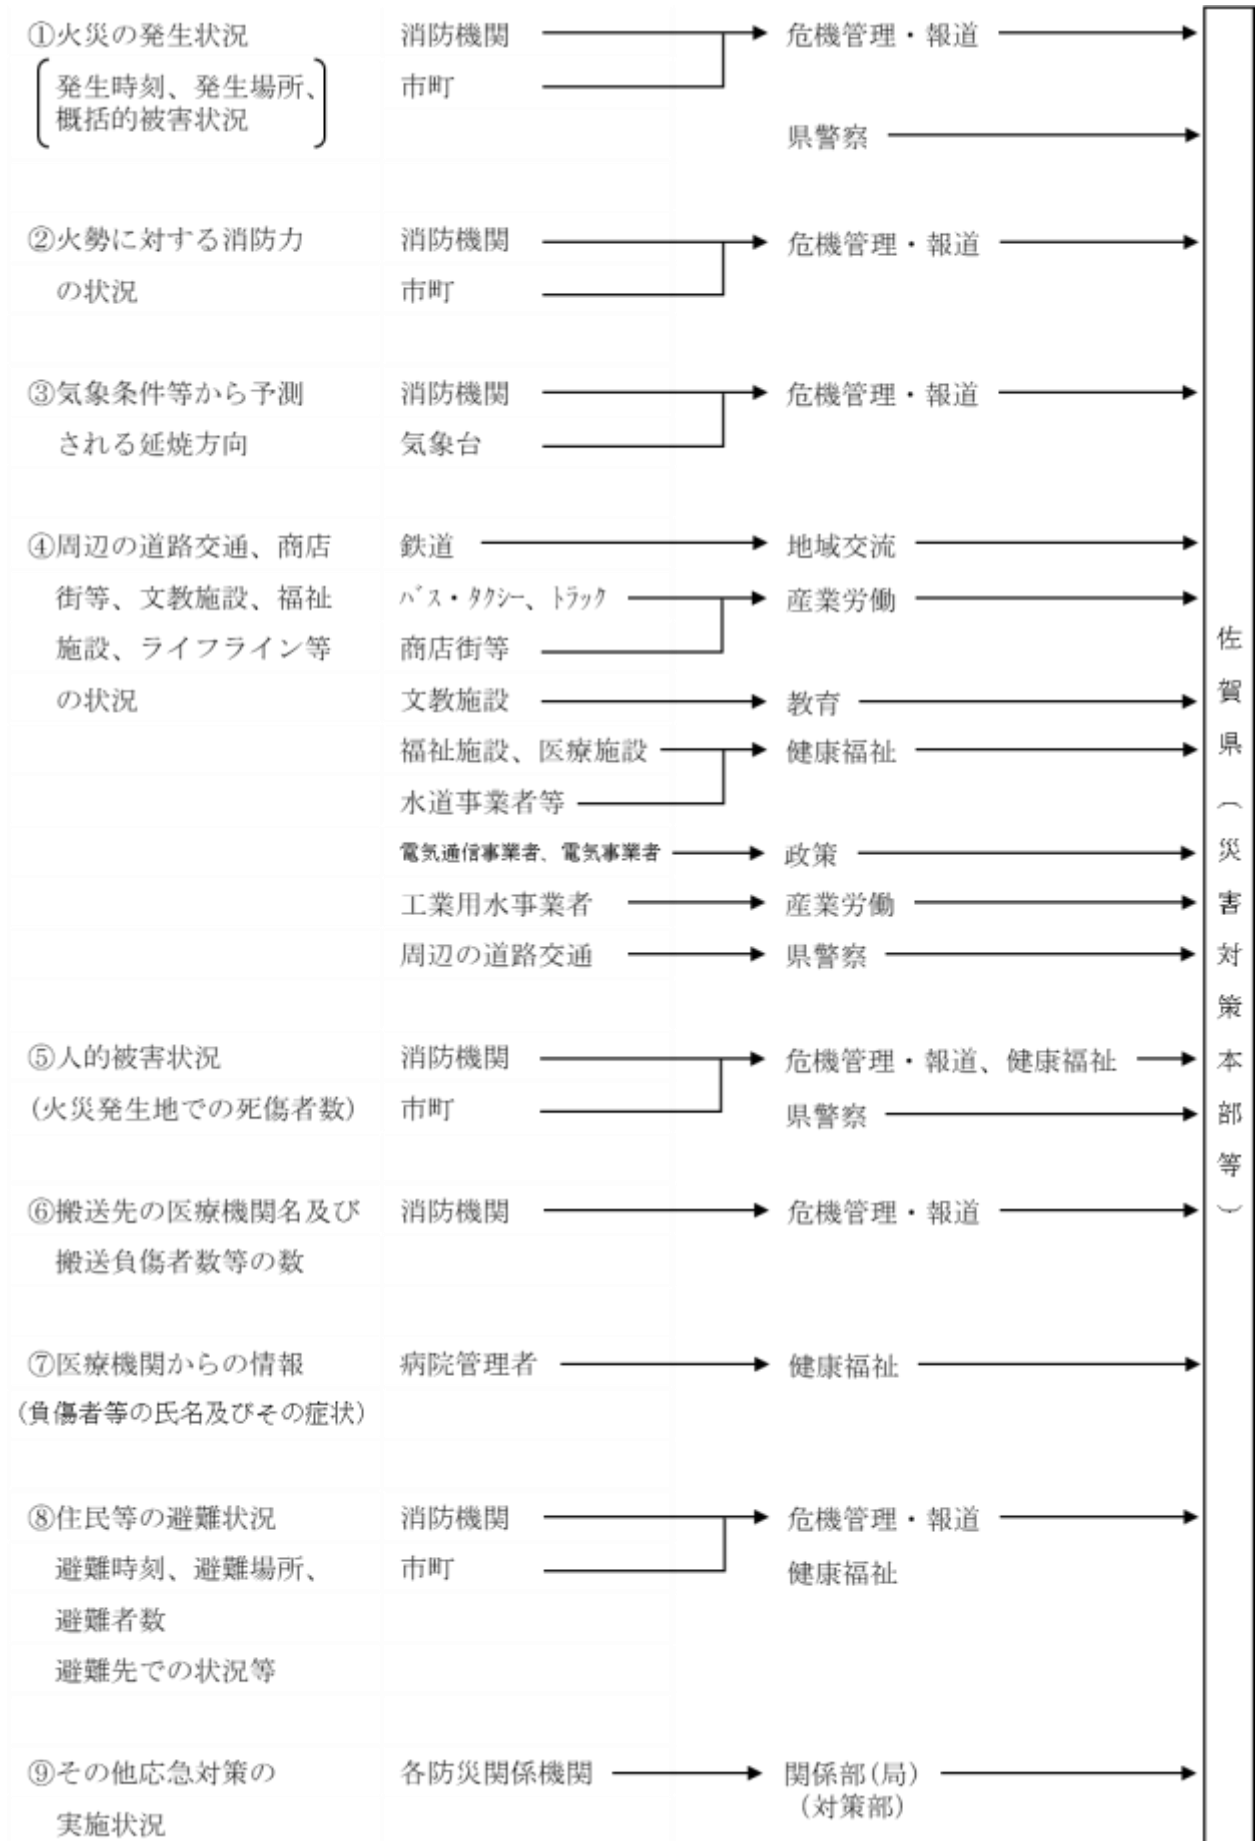 ①火災の発生状況 消防機関 危機管理・報道
発生時刻、発生場所、 市町
概括的被害状況
県警察
②火勢に対する消防力 消防機関 危機管理・報道
の状況 市町
③気象条件等から予測 消防機関 危機管理・報道
される延焼方向 気象台
④周辺の道路交通、商店 鉄道 地域交流
街等、文教施設、福祉 バス・タクシー、トラック 産業労働
施設、ライフライン等 商店街等
の状況 文教施設 教育
福祉施設、医療施設 健康福祉
水道事業者等
電気通信事業者、電気事業者 政策
工業用水事業者 産業労働
周辺の道路交通 県警察
⑤人的被害状況 消防機関 危機管理・報道、健康福祉
(火災発生地での死傷者数) 市町 県警察
⑥搬送先の医療機関名及び 消防機関 危機管理・報道
搬送負傷者数等の数
⑦医療機関からの情報 病院管理者 健康福祉
(負傷者等の氏名及びその症状)
⑧住民等の避難状況 消防機関 危機管理・報道
避難時刻、避難場所、 市町 健康福祉
避難者数
避難先での状況等
⑨その他応急対策の 各防災関係機関 関係部(局)
(対策部)
実施状況
佐賀県(災害対策本部等)